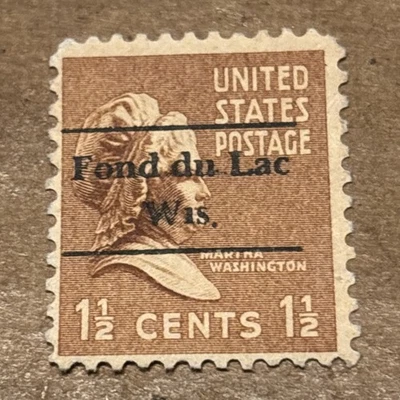 UNITED
STATES
POSTAGE
Fond du Lac
Wis.
MARTHA
WASHINGTON
1½ CENTS 1½